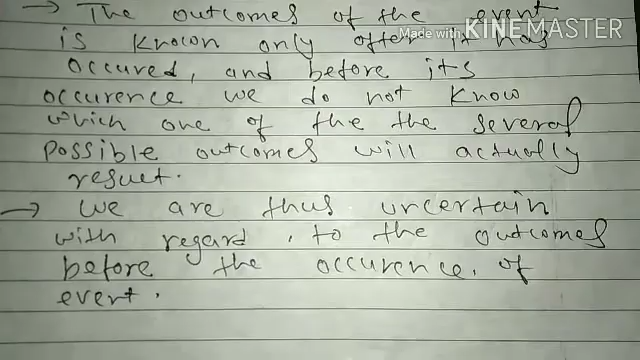 → The outcomes of the event
is known only after it has
Made with KINEMASTER
occured, and before its
occurence we do not know
which one of the the several
possible outcomes will actually
result.
→ We are thus uncertain
with regard, to the outcomes
before the occurence, of
event.